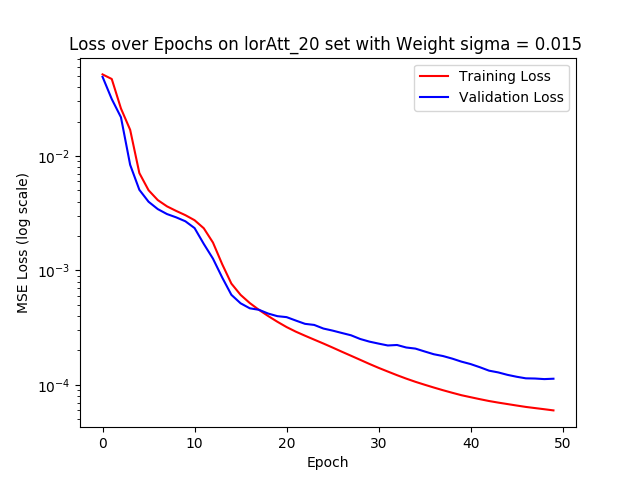 Loss over Epochs on lorAtt_20 set with Weight sigma = 0.015
Training Loss
Validation Loss
MSE Loss (log scale)
10⁻²
10⁻³
10⁻⁴
0 10 20 30 40 50
Epoch